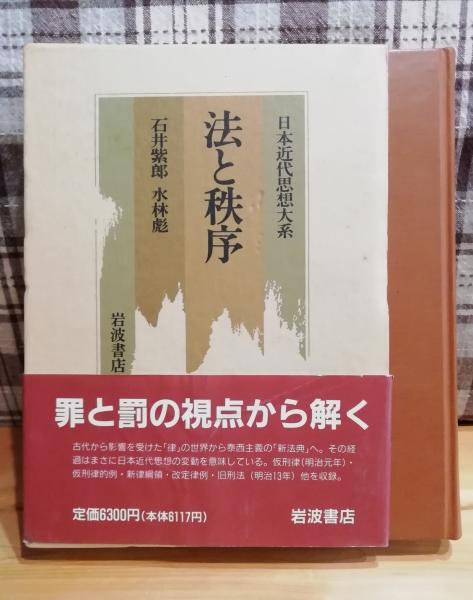 日本近代思想大系
法と秩序
石井紫郎 水林彪
岩波書店
罪と罰の視点から解く
古代から影響を受けた「律」の世界から泰西主義の「新法典」へ。その経
過はまさに日本近代思想の変動を意味している。仮刑律(明治元年)・
仮刑律的例・新律綱領・改定律例・旧刑法(明治13年)他を収録。
定価6300円(本体6117円)
岩波書店